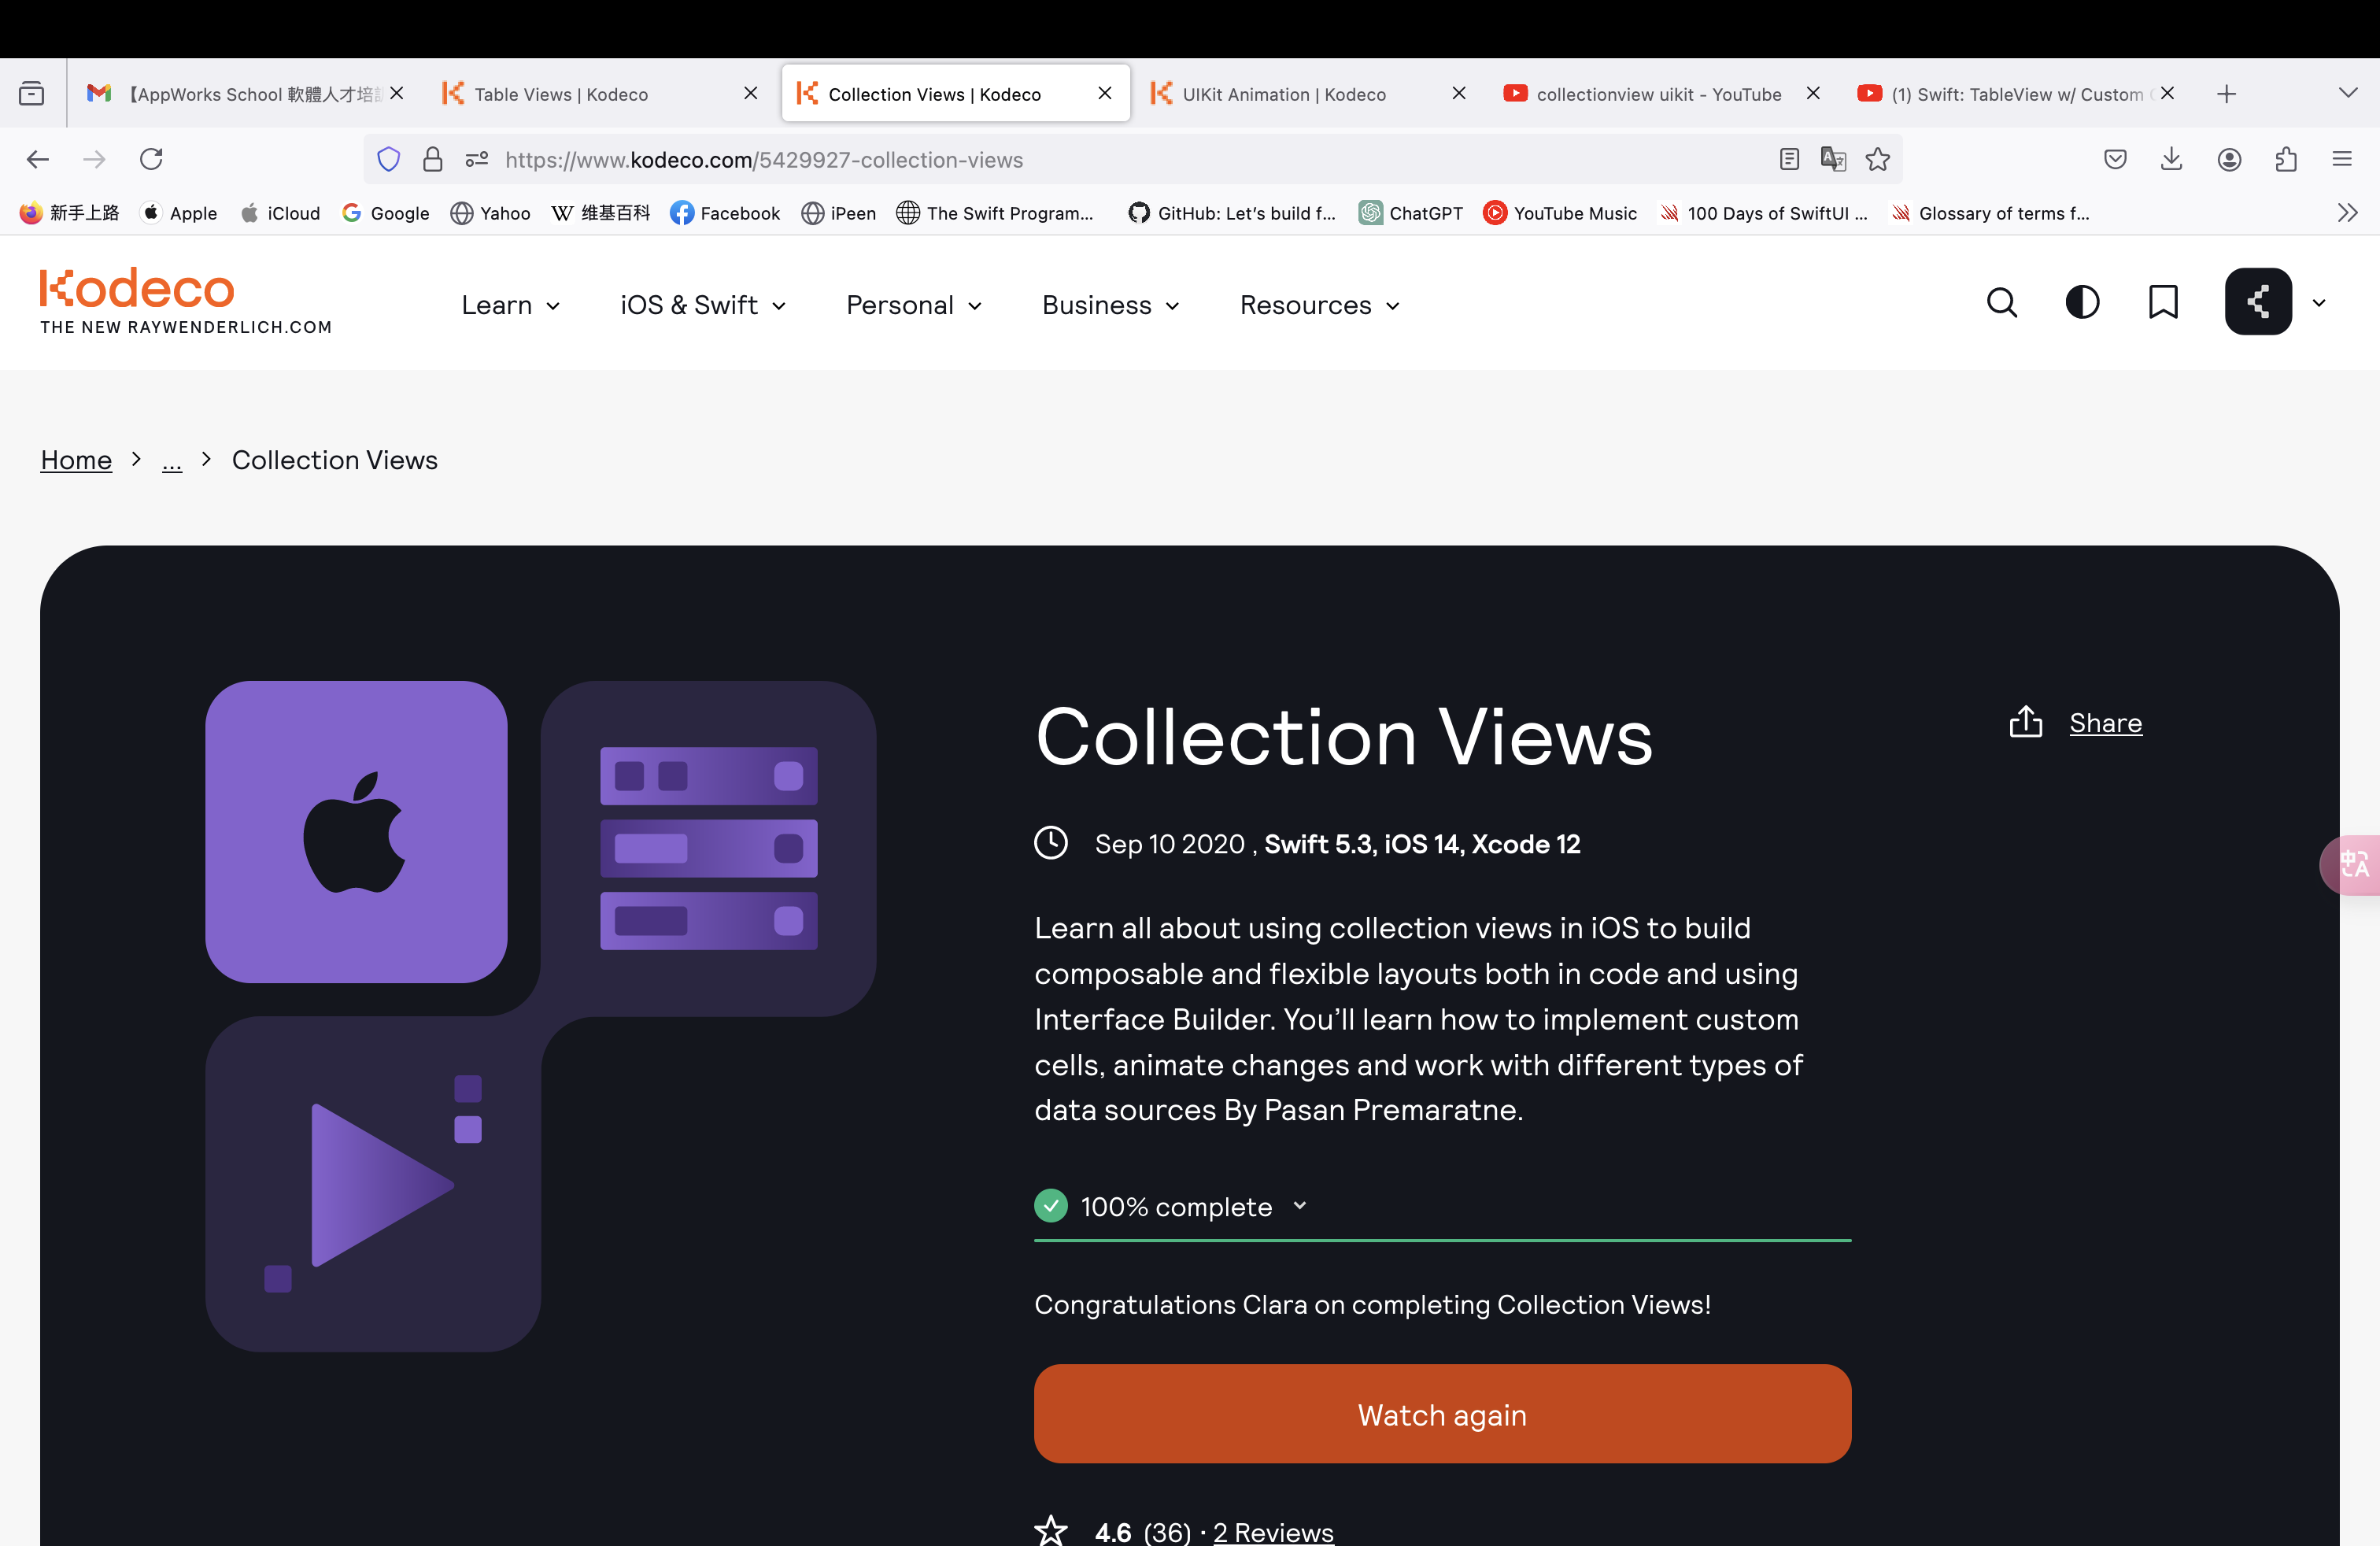 【AppWorks School 軟體人才培
Table Views | Kodeco
Collection Views | Kodeco
UIKit Animation | Kodeco
collectionview uikit - YouTube
(1) Swift: TableView w/ Custom
https://www.kodeco.com/5429927-collection-views
新手上路
Apple
iCloud
Google
Yahoo
维基百科
Facebook
iPeen
The Swift Program...
GitHub: Let's build f...
ChatGPT
YouTube Music
100 Days of SwiftUI ...
Glossary of terms f...
Kodeco
THE NEW RAYWENDERLICH.COM
Learn
iOS & Swift
Personal
Business
Resources
Home > ... > Collection Views
Collection Views
Share
Sep 10 2020 , Swift 5.3, iOS 14, Xcode 12
Learn all about using collection views in iOS to build
composable and flexible layouts both in code and using
Interface Builder. You’ll learn how to implement custom
cells, animate changes and work with different types of
data sources By Pasan Premaratne.
100% complete
Congratulations Clara on completing Collection Views!
Watch again
4.6 (36) · 2 Reviews